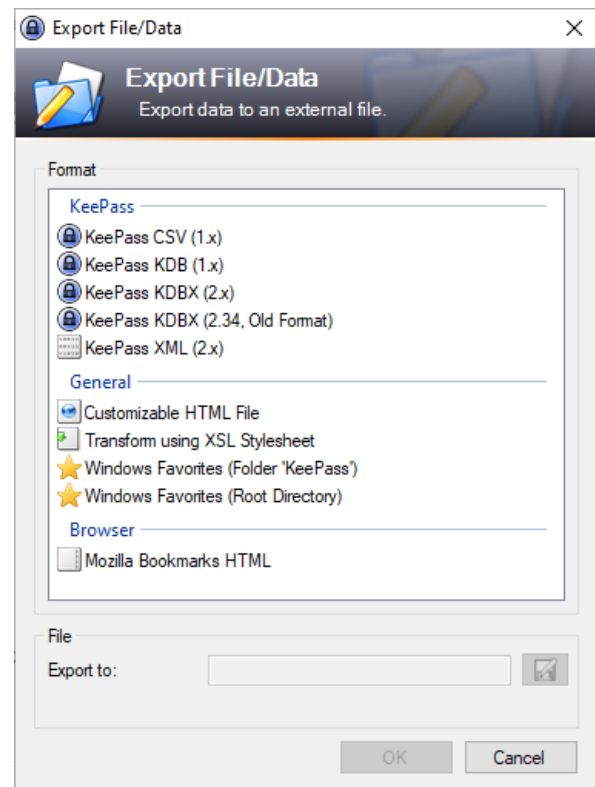 Export File/Data
Export File/Data
Export data to an external file.
Format
KeePass
KeePass CSV (1.x)
KeePass KDB (1.x)
KeePass KDBX (2.x)
KeePass KDBX (2.34, Old Format)
KeePass XML (2.x)
General
Customizable HTML File
Transform using XSL Stylesheet
Windows Favorites (Folder 'KeePass')
Windows Favorites (Root Directory)
Browser
Mozilla Bookmarks HTML
File
Export to:
OK
Cancel